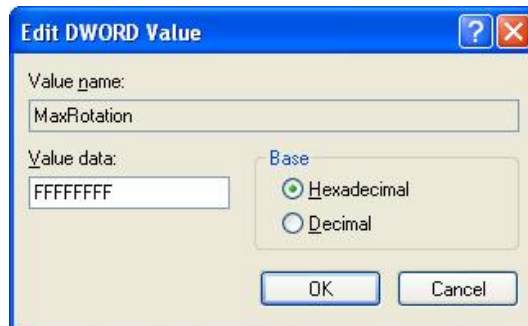 Edit DWORD Value
Value name:
MaxRotation
Value data:
FFFFFFFF
Base
Hexadecimal
Decimal
OK
Cancel